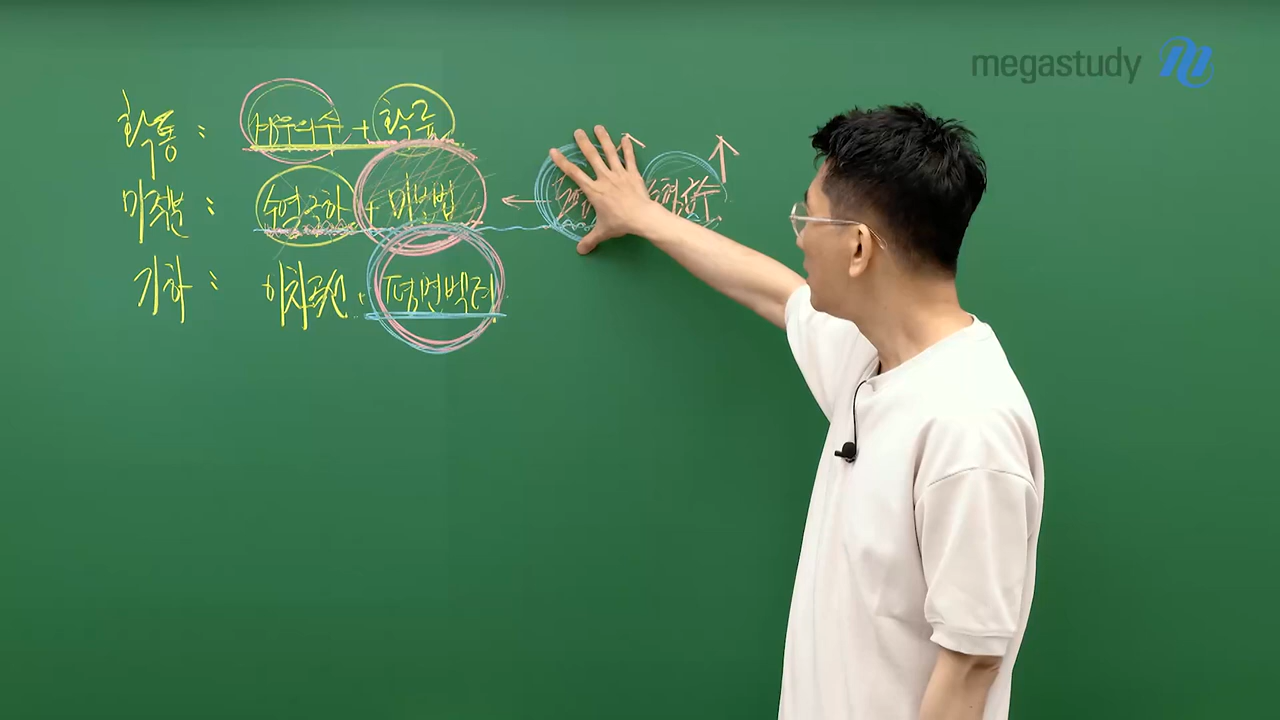 megastudy
확통 : 경우의수 + 확률
미적분 : 수열극한 + 미분법
기하 : 이차곡선, 평면벡터